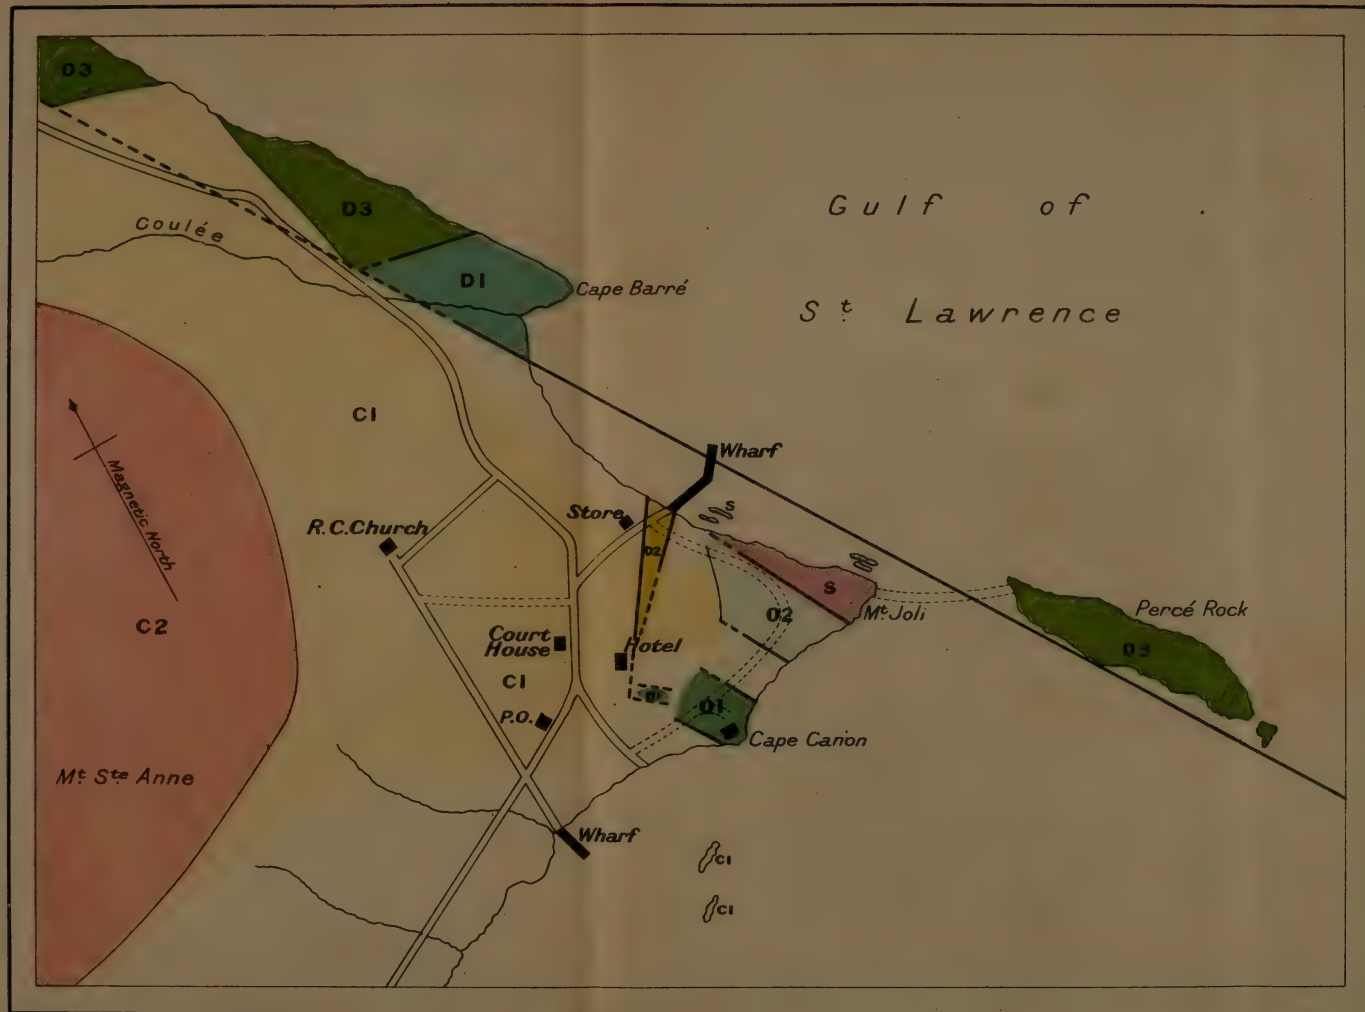 D3
D3
Coulée
D1
Cape Barré
Gulf of
St Lawrence
C1
Magnetic North
Wharf
S
Store
R.C.Church
D2
S
Mt Joli
O2
Percé Rock
D3
C2
Court
House
Hotel
C1
O1
O1
P.O.
Cape Canon
Mt Ste Anne
Wharf
C1
C1